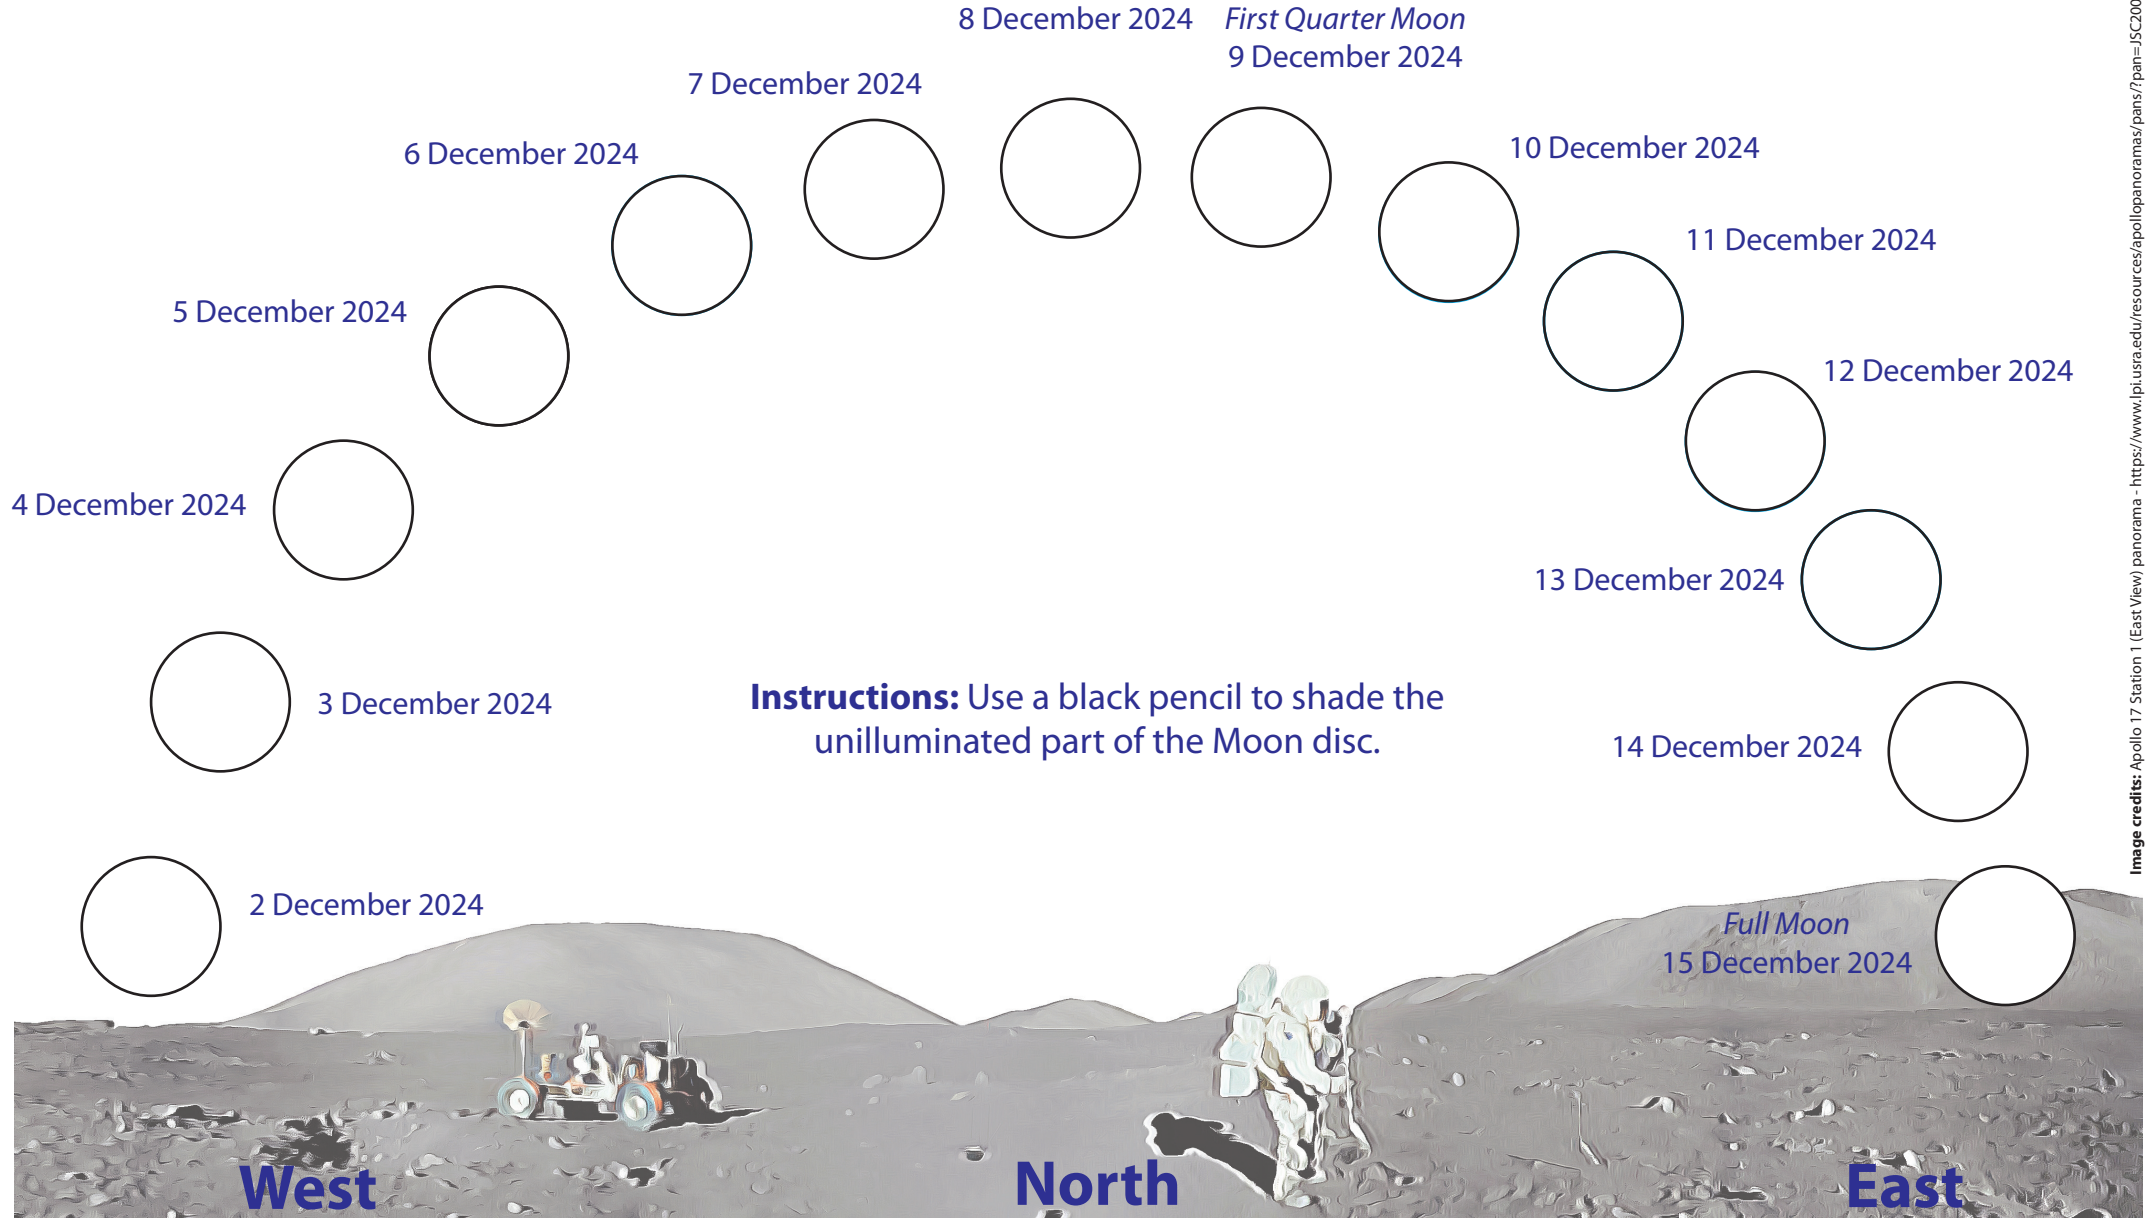 8 December 2024
First Quarter Moon
9 December 2024
7 December 2024
6 December 2024
10 December 2024
5 December 2024
11 December 2024
4 December 2024
12 December 2024
3 December 2024
13 December 2024
2 December 2024
14 December 2024
Full Moon
15 December 2024
Instructions: Use a black pencil to shade the
unilluminated part of the Moon disc.
West
North
East
Image credits: Apollo 17 Station 1 (East View) panorama - https://www.lpi.usra.edu/resources/apollopanoramas/pans/?pan=JSC200